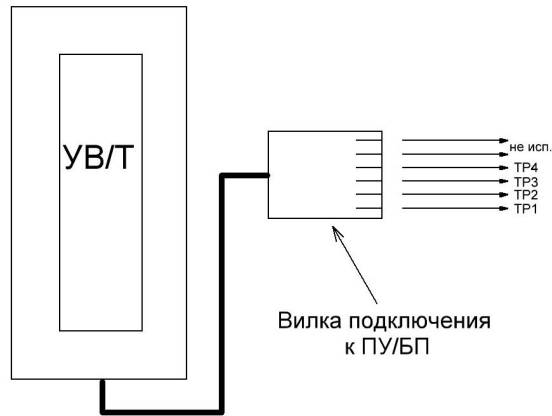 УВ/Т
не исп.
ТР4
ТР3
ТР2
ТР1
Вилка подключения
к ПУ/БП